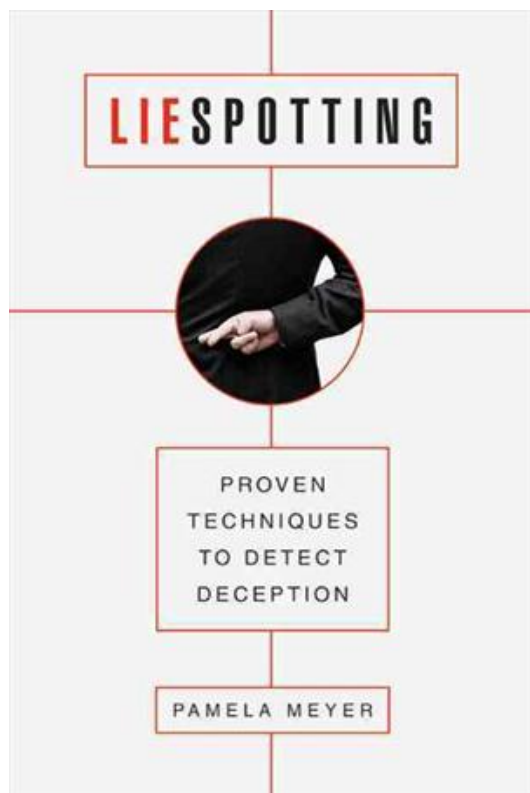 LIESPOTTING
PROVEN
TECHNIQUES
TO DETECT
DECEPTION
PAMELA MEYER